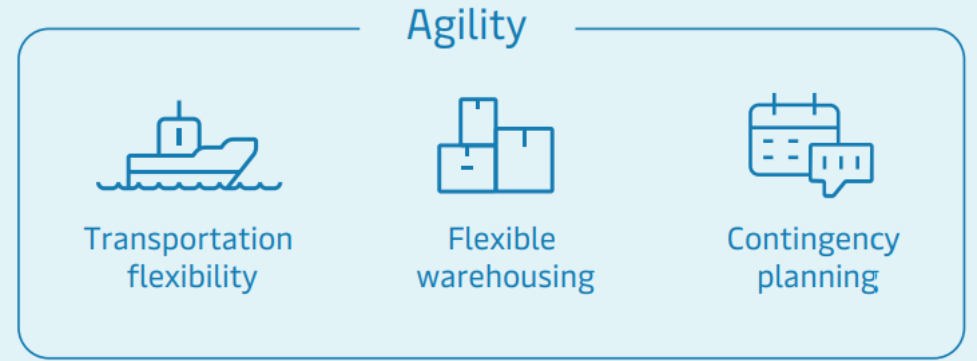 Agility
Transportation
flexibility
Flexible
warehousing
Contingency
planning